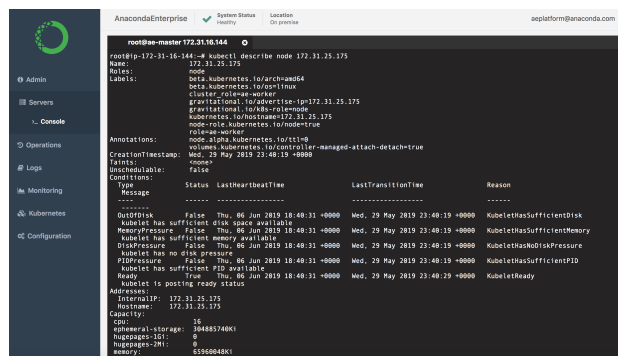 AnacondaEnterprise
System Status
Healthy
Location
On premise
aeplatform@anaconda.com
Admin
Servers
>_ Console
Operations
Logs
Monitoring
Kubernetes
Configuration
root@ae-master 172.31.16.144
root@ip-172-31-16-144:~# kubectl describe node 172.31.25.175
Name: 172.31.25.175
Roles: node
Labels: beta.kubernetes.io/arch=amd64
beta.kubernetes.io/os=linux
cluster_role=ae-worker
gravitational.io/advertise-ip=172.31.25.175
gravitational.io/k8s-role=node
kubernetes.io/hostname=172.31.25.175
node-role.kubernetes.io/node=true
role=ae-worker
Annotations: node.alpha.kubernetes.io/ttl=0
volumes.kubernetes.io/controller-managed-attach-detach=true
CreationTimestamp: Wed, 29 May 2019 23:40:19 +0000
Taints: <none>
Unschedulable: false
Conditions:
Type Status LastHeartbeatTime LastTransitionTime Reason
Message
---- ------ ----------------- ------------------ ------
-------
OutOfDisk False Thu, 06 Jun 2019 18:40:31 +0000 Wed, 29 May 2019 23:40:19 +0000 KubeletHasSufficientDisk
kubelet has sufficient disk space available
MemoryPressure False Thu, 06 Jun 2019 18:40:31 +0000 Wed, 29 May 2019 23:40:19 +0000 KubeletHasSufficientMemory
kubelet has sufficient memory available
DiskPressure False Thu, 06 Jun 2019 18:40:31 +0000 Wed, 29 May 2019 23:40:19 +0000 KubeletHasNoDiskPressure
kubelet has no disk pressure
PIDPressure False Thu, 06 Jun 2019 18:40:31 +0000 Wed, 29 May 2019 23:40:29 +0000 KubeletHasSufficientPID
kubelet has sufficient PID available
Ready True Thu, 06 Jun 2019 18:40:31 +0000 Wed, 29 May 2019 23:40:29 +0000 KubeletReady
kubelet is posting ready status
Addresses:
InternalIP: 172.31.25.175
Hostname: 172.31.25.175
Capacity:
cpu: 16
ephemeral-storage: 304885740Ki
hugepages-1Gi: 0
hugepages-2Mi: 0
memory: 65960048Ki